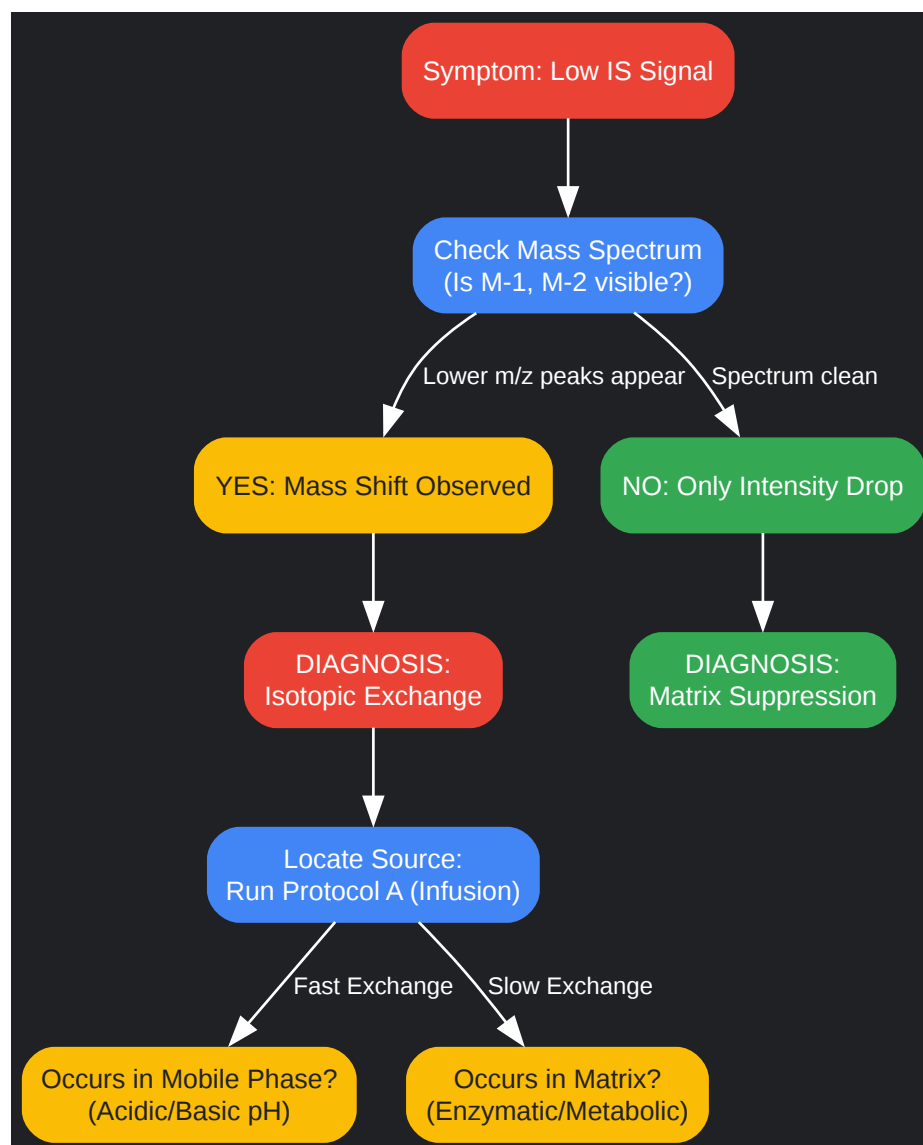 Symptom: Low IS Signal
Check Mass Spectrum
(Is M-1, M-2 visible?)
Lower m/z peaks appear
Spectrum clean
YES: Mass Shift Observed
NO: Only Intensity Drop
DIAGNOSIS:
Isotopic Exchange
DIAGNOSIS:
Matrix Suppression
Locate Source:
Run Protocol A (Infusion)
Fast Exchange
Slow Exchange
Occurs in Mobile Phase?
(Acidic/Basic pH)
Occurs in Matrix?
(Enzymatic/Metabolic)